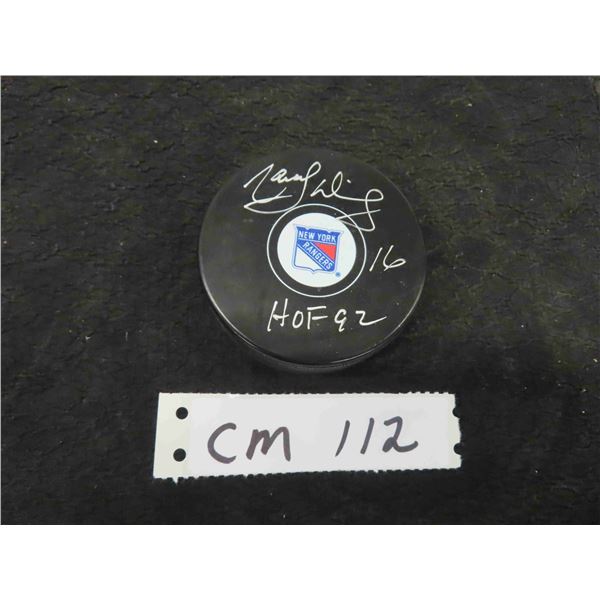 NEW YORK
RANGERS
16
HOF 92
CM 112